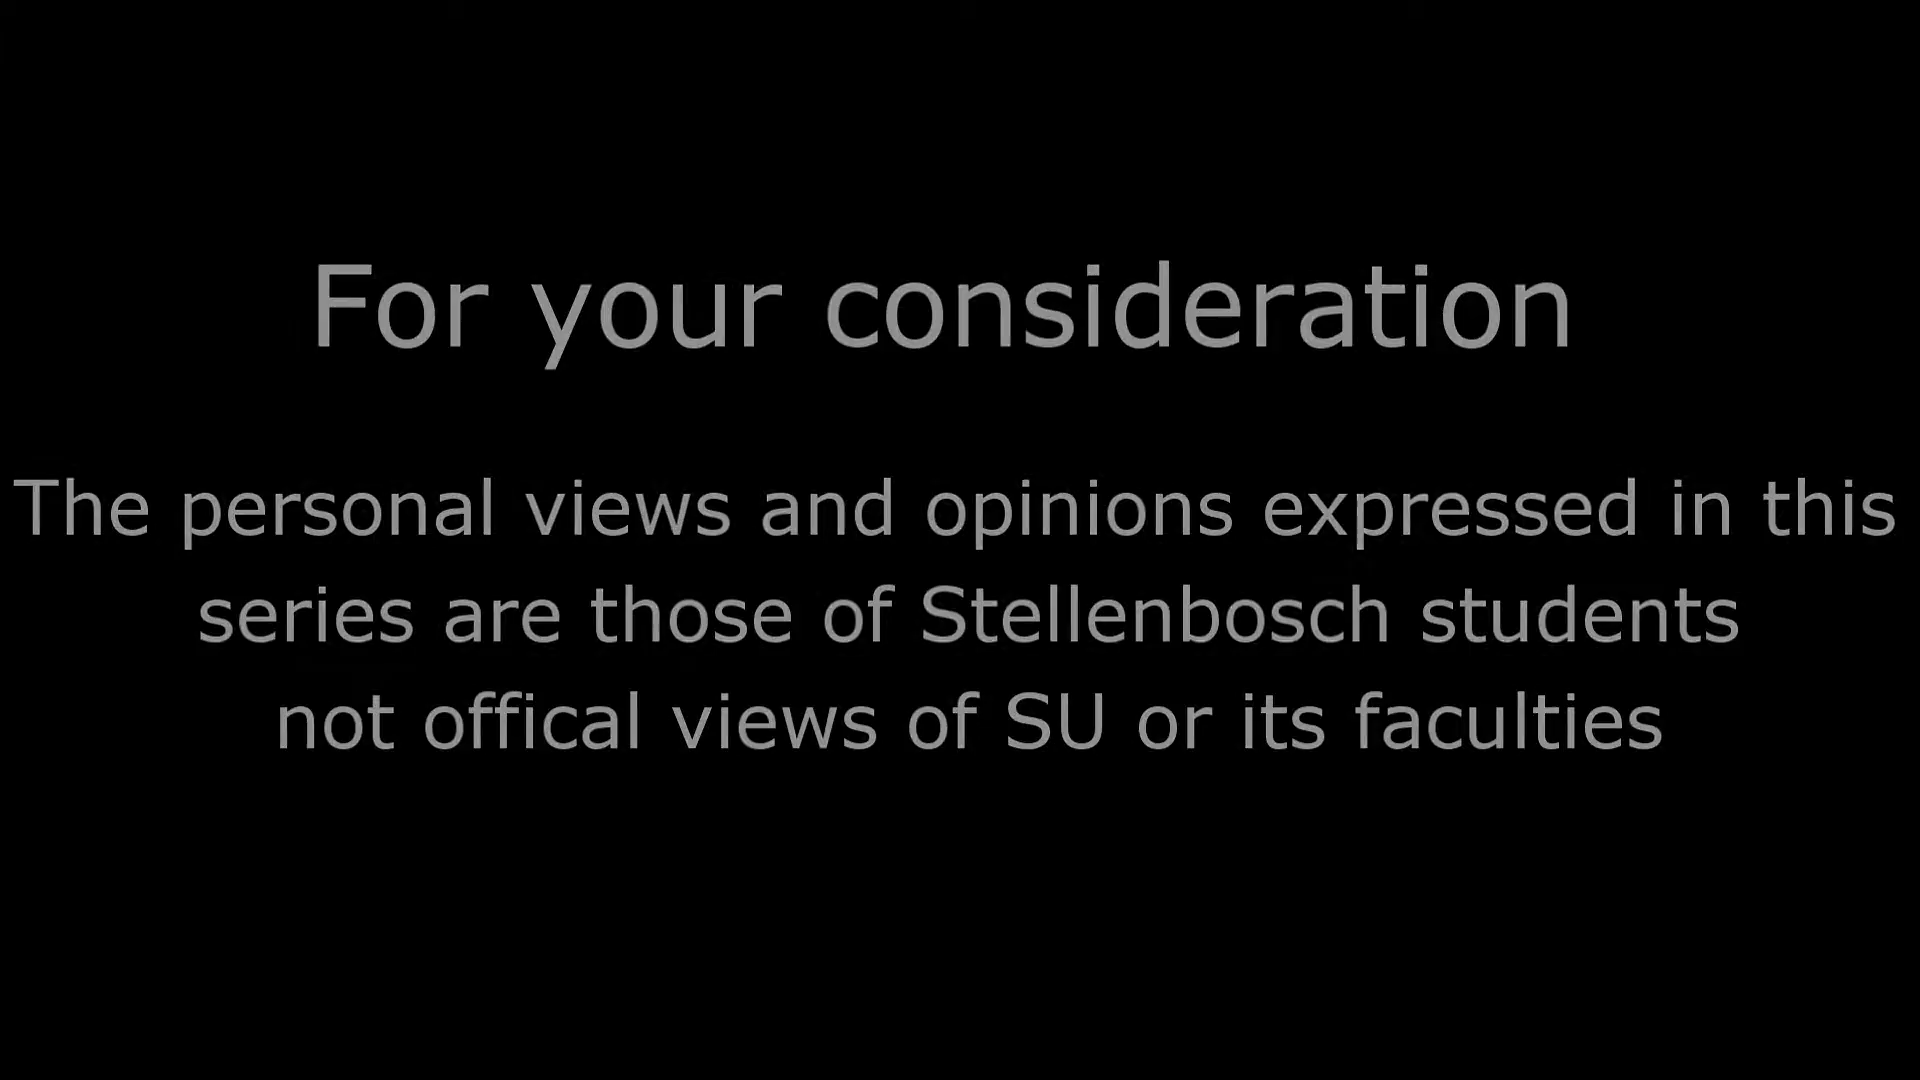 For your consideration
The personal views and opinions expressed in this
series are those of Stellenbosch students
not offical views of SU or its faculties